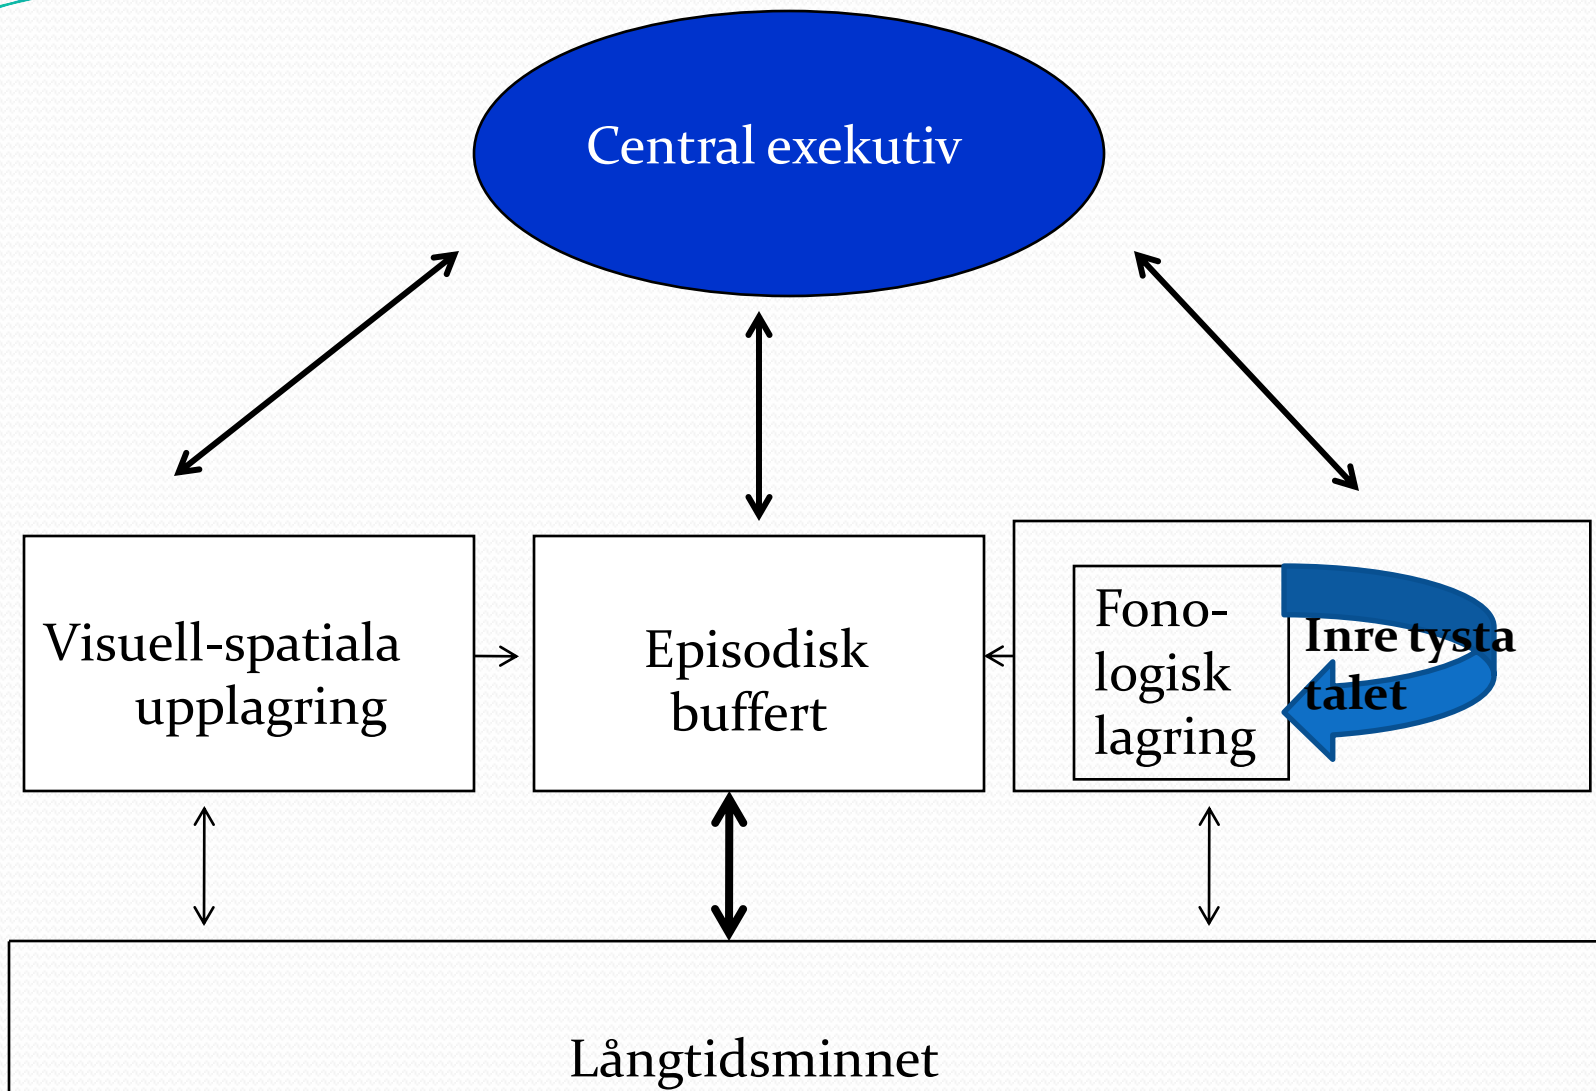 Central exekutiv
Visuell-spatiala
upplagring
Episodisk
buffert
Fono-
logisk
lagring
Inre tysta
talet
Långtidsminnet